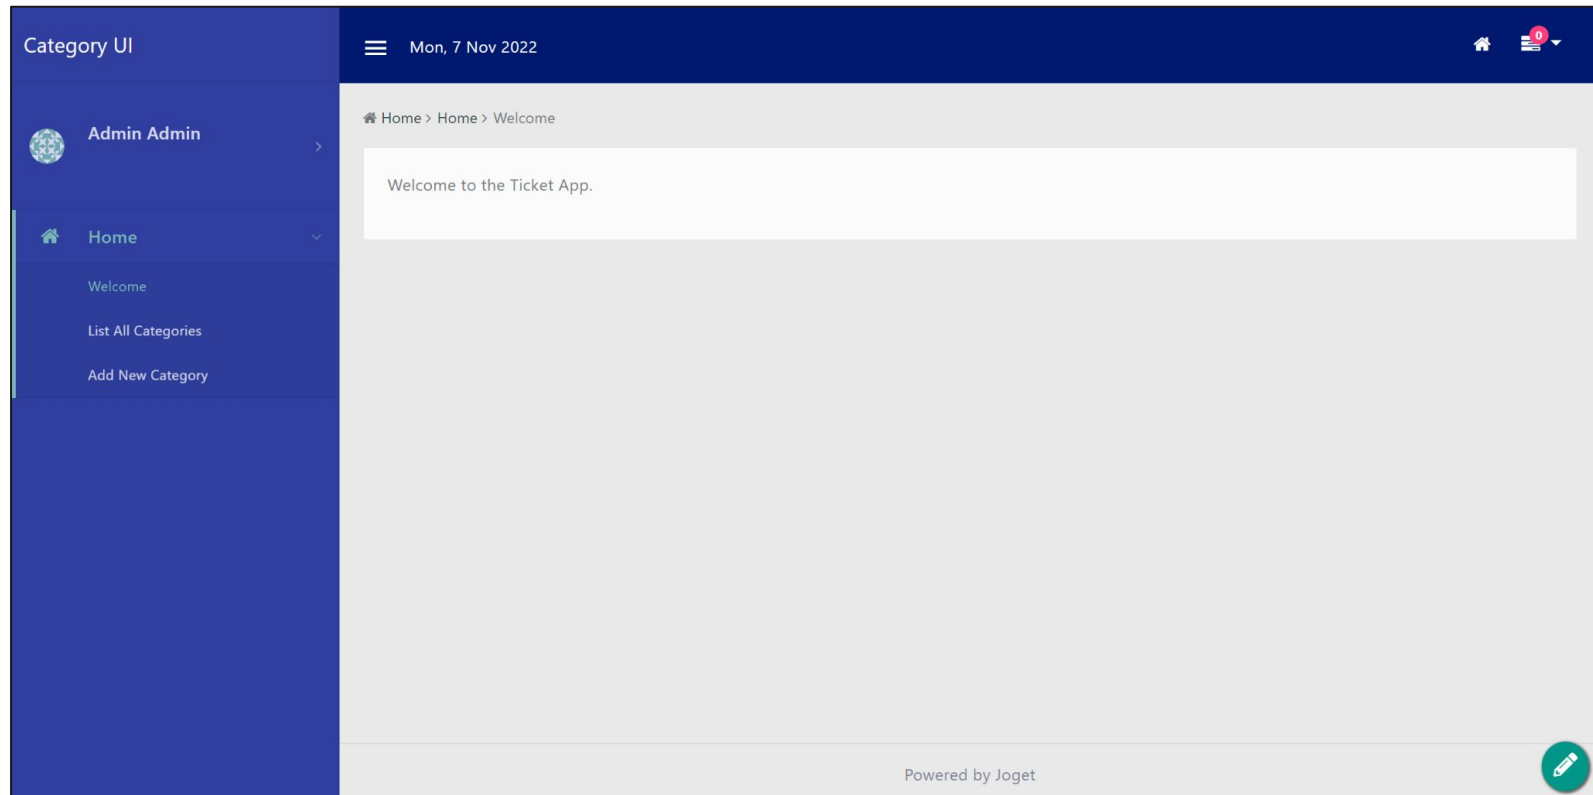 Category UI
Mon, 7 Nov 2022
0
Admin Admin
Home > Home > Welcome
Welcome to the Ticket App.
Home
Welcome
List All Categories
Add New Category
Powered by Joget